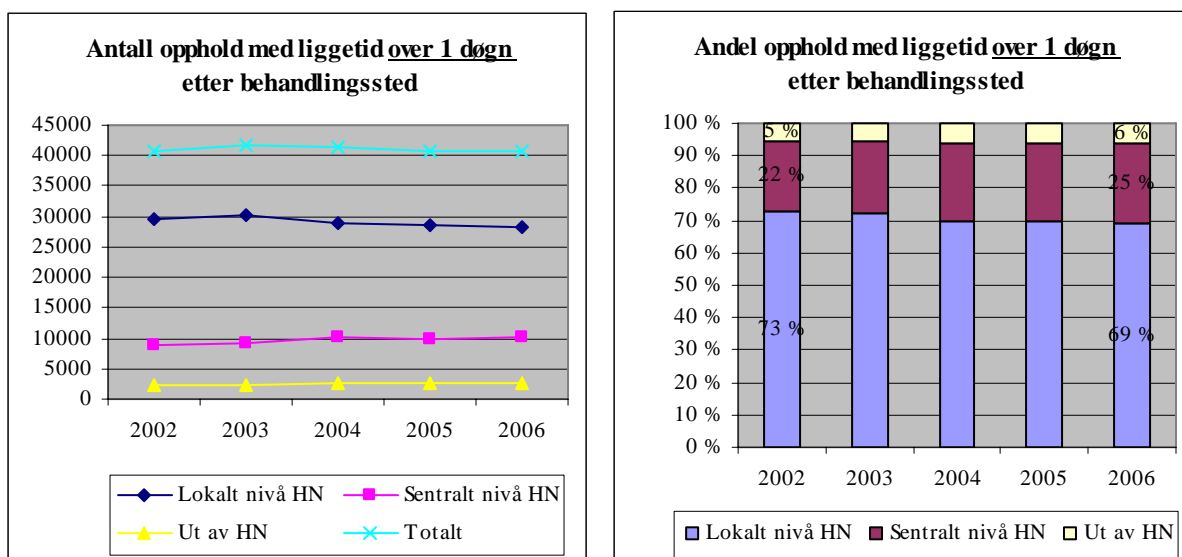 Antall opphold med liggetid over 1 døgn
etter behandlingssted
45000
40000
35000
30000
25000
20000
15000
10000
5000
0
2002 2003 2004 2005 2006
Lokalt nivå HN Sentralt nivå HN
Ut av HN Totalt
Andel opphold med liggetid over 1 døgn
etter behandlingssted
100 %
90 %
80 %
70 %
60 %
50 %
40 %
30 %
20 %
10 %
0 %
5 % 6 %
22 % 25 %
73 % 69 %
2002 2003 2004 2005 2006
Lokalt nivå HN Sentralt nivå HN Ut av HN